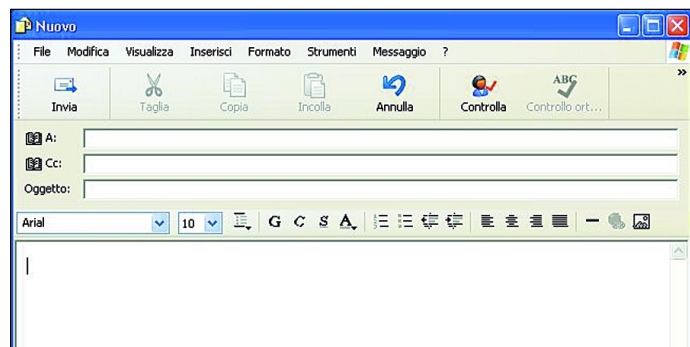 Nuovo
File Modifica Visualizza Inserisci Formato Strumenti Messaggio ?
ABC
Invia Taglia Copia Incolla Annulla Controlla Controllo ort...
A:
Cc:
Oggetto:
Arial 10 G C S A